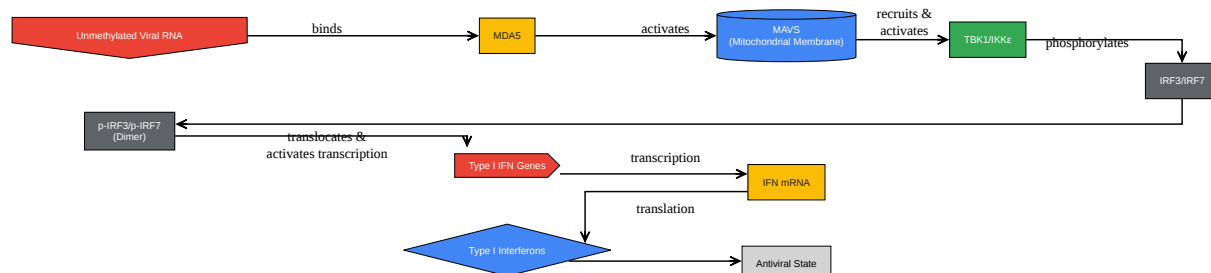 Unmethylated Viral RNA
binds
MDA5
activates
MAVS
(Mitochondrial Membrane)
recruits &
activates
TBK1/IKKε
phosphorylates
IRF3/IRF7
p-IRF3/p-IRF7
(Dimer)
translocates &
activates transcription
Type I IFN Genes
transcription
IFN mRNA
translation
Type I Interferons
Antiviral State